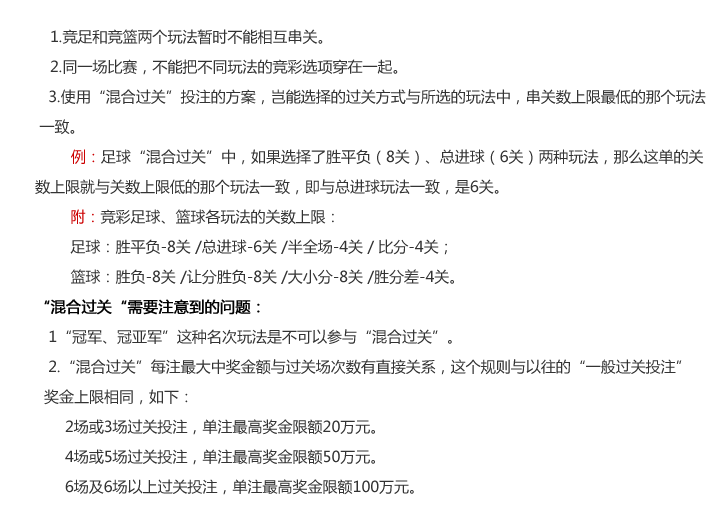 1.竞足和竞篮两个玩法暂时不能相互串关。
2.同一场比赛，不能把不同玩法的竞彩选项穿在一起。
3.使用“混合过关”投注的方案，岂能选择的过关方式与所选的玩法中，串关数上限最低的那个玩法
一致。
例：足球“混合过关”中，如果选择了胜平负（8关）、总进球（6关）两种玩法，那么这单的关
数上限就与关数上限低的那个玩法一致，即与总进球玩法一致，是6关。
附：竞彩足球、篮球各玩法的关数上限：
足球：胜平负-8关 /总进球-6关 /半全场-4关 / 比分-4关；
篮球：胜负-8关 /让分胜负-8关 /大小分-8关 /胜分差-4关。
“混合过关“需要注意到的问题：
1“冠军、冠亚军”这种名次玩法是不可以参与“混合过关”。
2.“混合过关”每注最大中奖金额与过关场次数有直接关系，这个规则与以往的“一般过关投注”
奖金上限相同，如下：
2场或3场过关投注，单注最高奖金限额20万元。
4场或5场过关投注，单注最高奖金限额50万元。
6场及6场以上过关投注，单注最高奖金限额100万元。